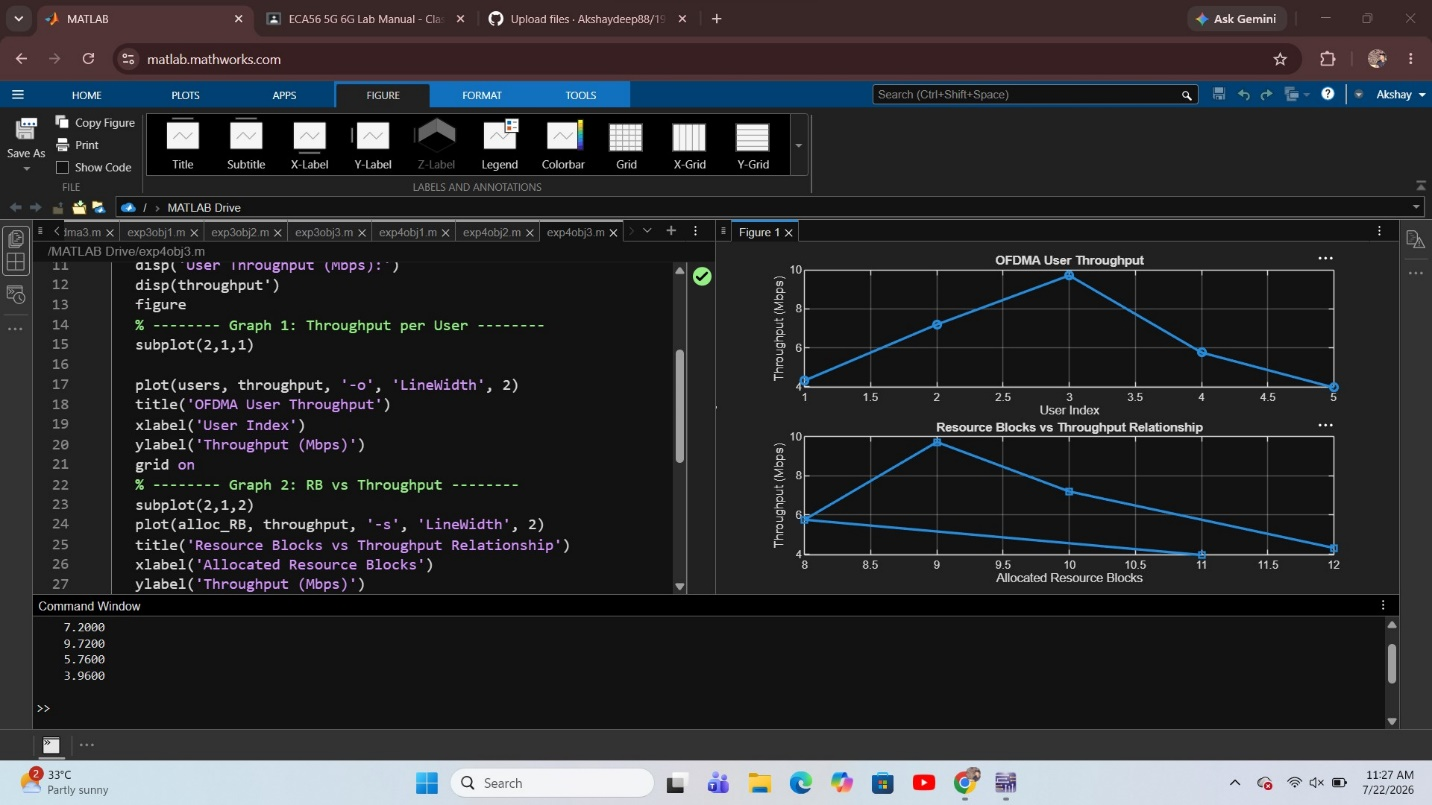 MATLAB
ECA56 5G 6G Lab Manual - Clas
Upload files · Akshaydeep88/19
Ask Gemini
matlab.mathworks.com
HOME
PLOTS
APPS
FIGURE
FORMAT
TOOLS
Search (Ctrl+Shift+Space)
Akshay
Save As
Copy Figure
Print
Show Code
FILE
Title
Subtitle
X-Label
Y-Label
Z-Label
Legend
Colorbar
Grid
X-Grid
Y-Grid
LABELS AND ANNOTATIONS
/ › MATLAB Drive
dma3.m
exp3obj1.m
exp3obj2.m
exp3obj3.m
exp4obj1.m
exp4obj2.m
exp4obj3.m
/MATLAB Drive/exp4obj3.m
11 disp('User Throughput (Mbps):')
12 disp(throughput')
13 figure
14 % -------- Graph 1: Throughput per User --------
15 subplot(2,1,1)
16
17 plot(users, throughput, '-o', 'LineWidth', 2)
18 title('OFDMA User Throughput')
19 xlabel('User Index')
20 ylabel('Throughput (Mbps)')
21 grid on
22 % -------- Graph 2: RB vs Throughput --------
23 subplot(2,1,2)
24 plot(alloc_RB, throughput, '-s', 'LineWidth', 2)
25 title('Resource Blocks vs Throughput Relationship')
26 xlabel('Allocated Resource Blocks')
27 ylabel('Throughput (Mbps)')
Figure 1
OFDMA User Throughput
Throughput (Mbps)
10
8
6
4
1 1.5 2 2.5 3 3.5 4 4.5 5
User Index
Resource Blocks vs Throughput Relationship
Throughput (Mbps)
10
8
6
4
8 8.5 9 9.5 10 10.5 11 11.5 12
Allocated Resource Blocks
Command Window
7.2000
9.7200
5.7600
3.9600
>>
2
33°C
Partly sunny
Search
11:27 AM
7/22/2026